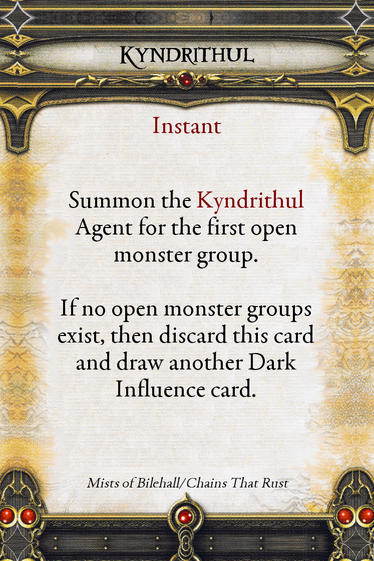 Kyndrithul
Instant
Summon the Kyndrithul
Agent for the first open
monster group.
If no open monster groups
exist, then discard this card
and draw another Dark
Influence card.
Mists of Bilehall/Chains That Rust